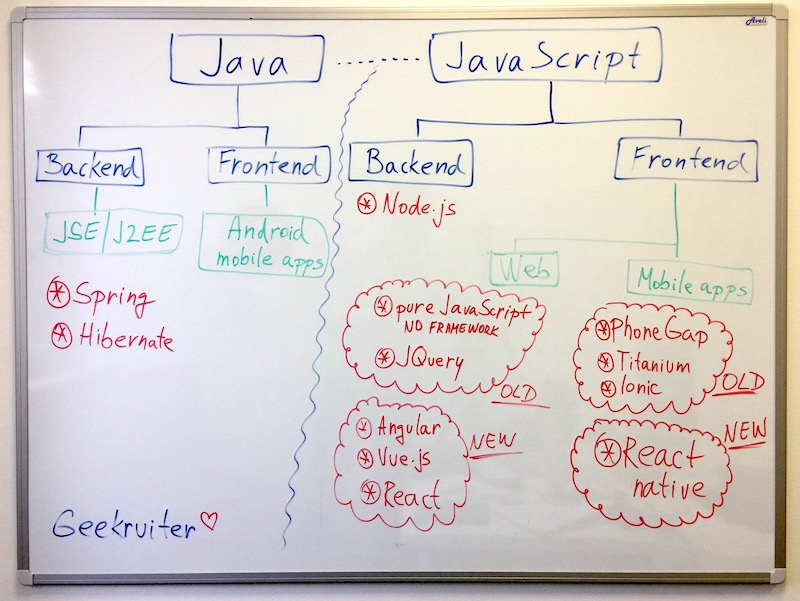 Aveli
Java
JavaScript
Backend
Frontend
JSE/J2EE
Android
mobile apps
Spring
Hibernate
Backend
Frontend
Node.js
Web
Mobile apps
pure JavaScript
NO FRAMEWORK
JQuery
OLD
Angular
Vue.js
React
NEW
PhoneGap
Titanium
Ionic
OLD
React
native
NEW
Geekruiter